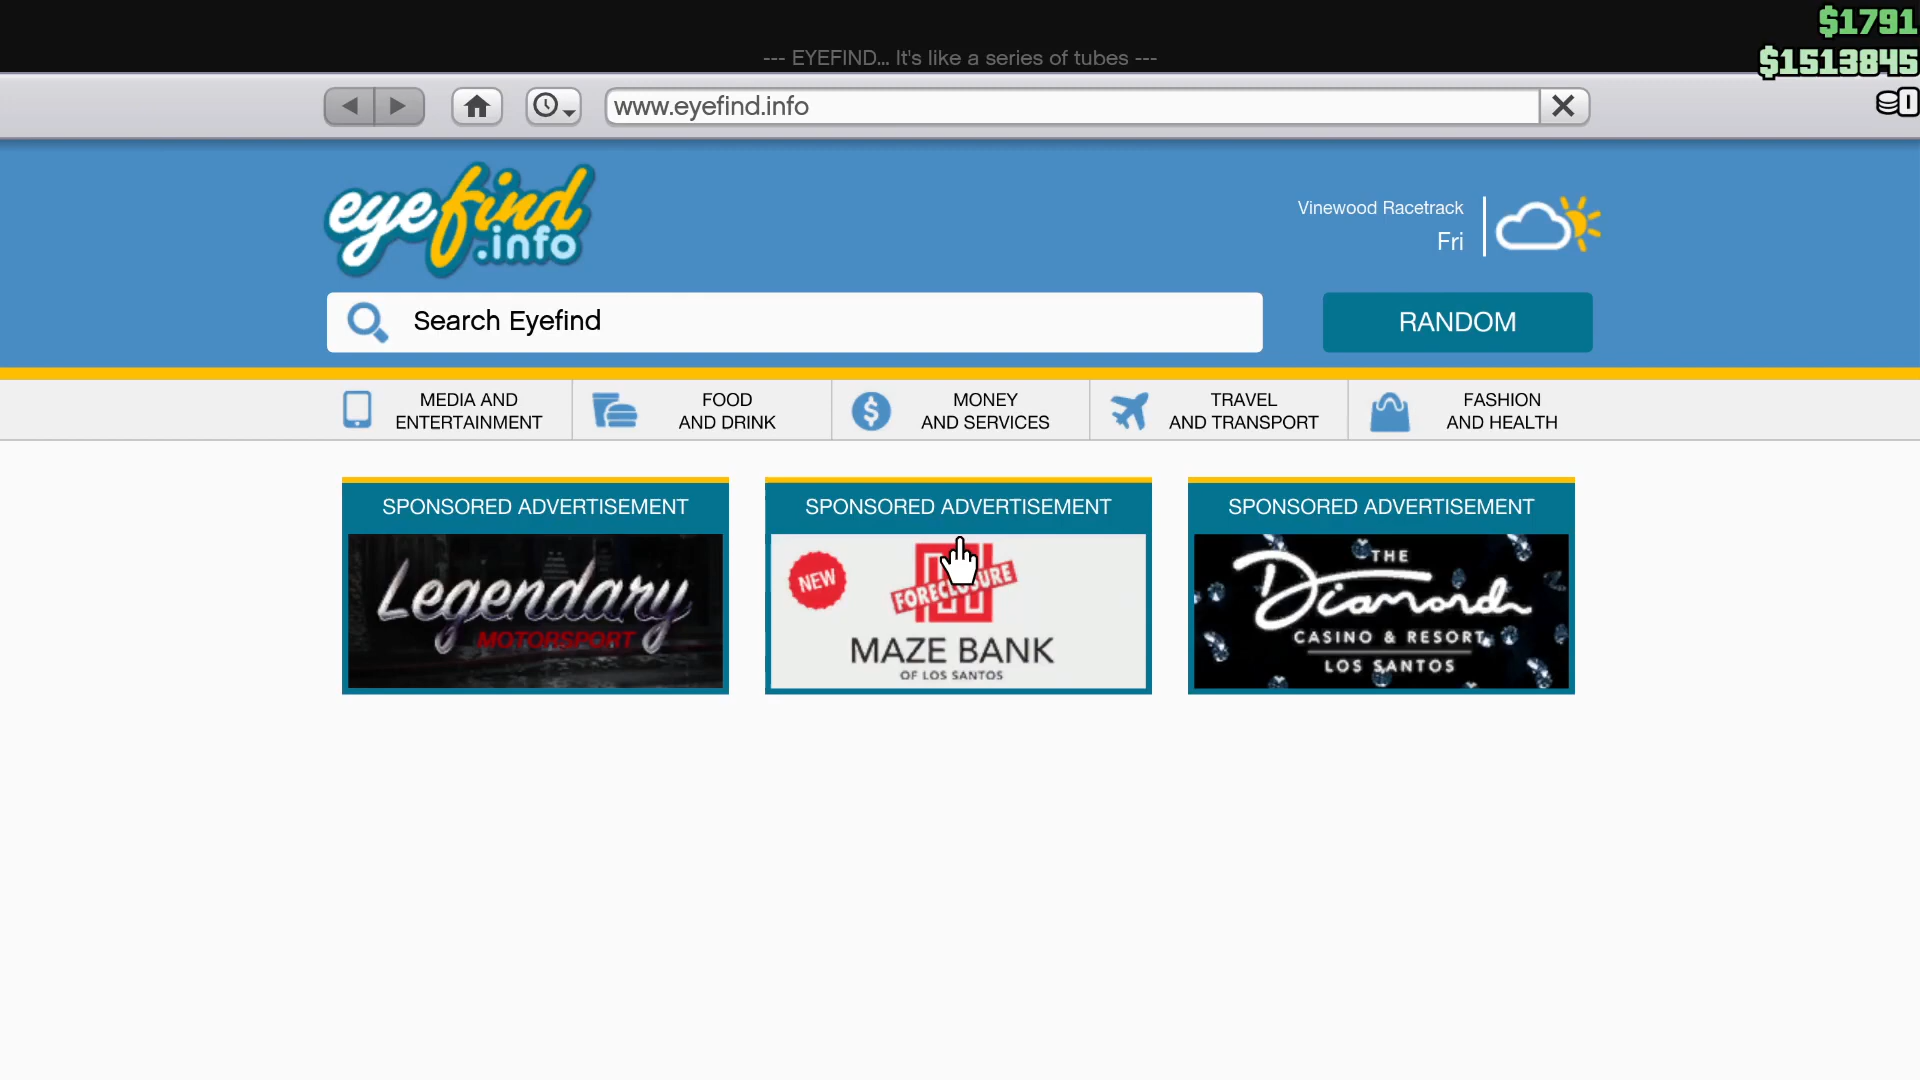 $1791
--- EYEFIND... It's like a series of tubes ---
$1513845
www.eyefind.info
0
eyefind
.info
Vinewood Racetrack
Fri
Search Eyefind
RANDOM
MEDIA AND
ENTERTAINMENT
FOOD
AND DRINK
MONEY
AND SERVICES
TRAVEL
AND TRANSPORT
FASHION
AND HEALTH
SPONSORED ADVERTISEMENT
Legendary
MOTORSPORT
SPONSORED ADVERTISEMENT
NEW
FORECLOSURE
MAZE BANK
OF LOS SANTOS
SPONSORED ADVERTISEMENT
THE
Diamond
CASINO & RESORT
LOS SANTOS